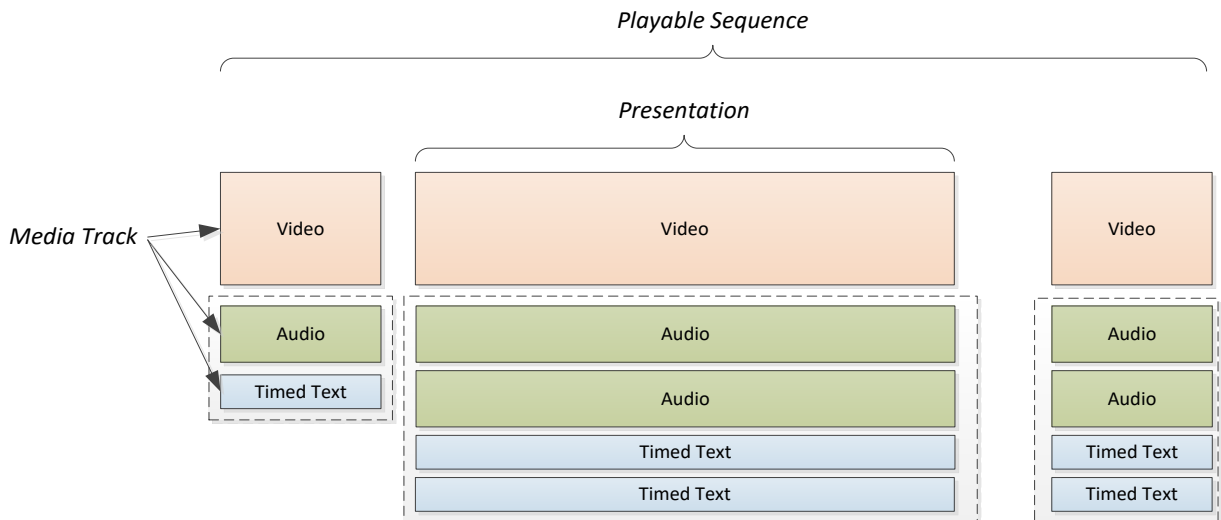 Playable Sequence
Presentation
Media Track
Video
Video
Video
Audio
Audio
Audio
Timed Text
Audio
Audio
Timed Text
Timed Text
Timed Text
Timed Text